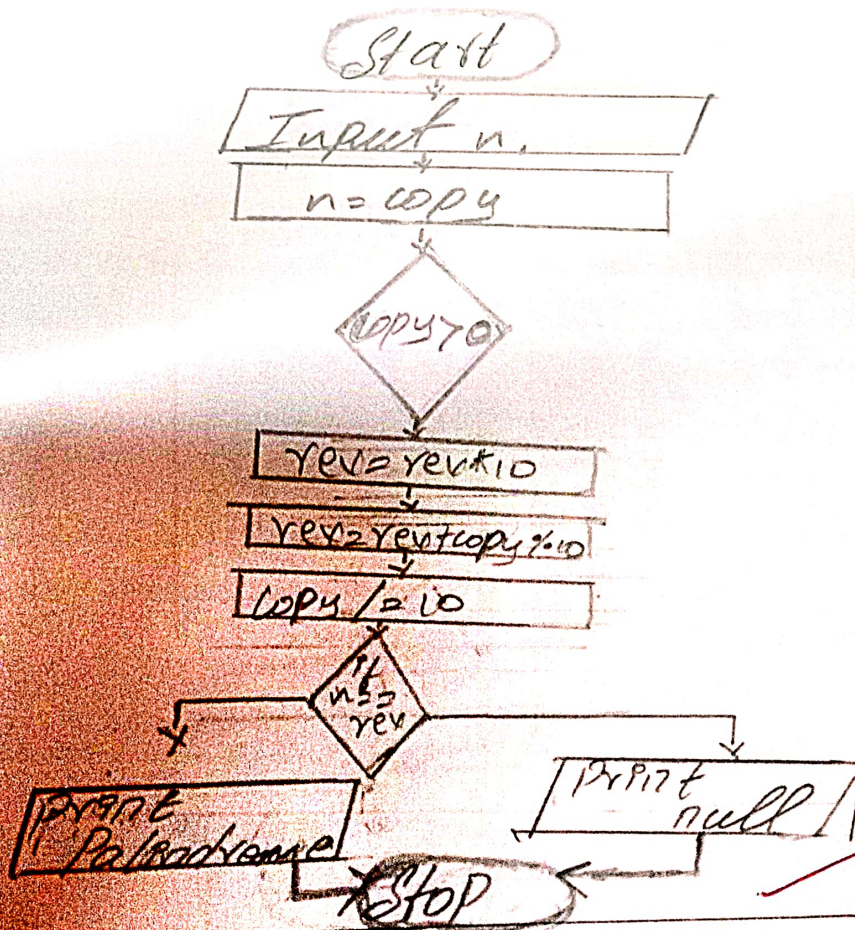 Start
Input n.
n = copy
copy > 0
rev = rev * 10
rev = rev + copy % 10
copy /= 10
if
n ==
rev
print
print
null
Stop